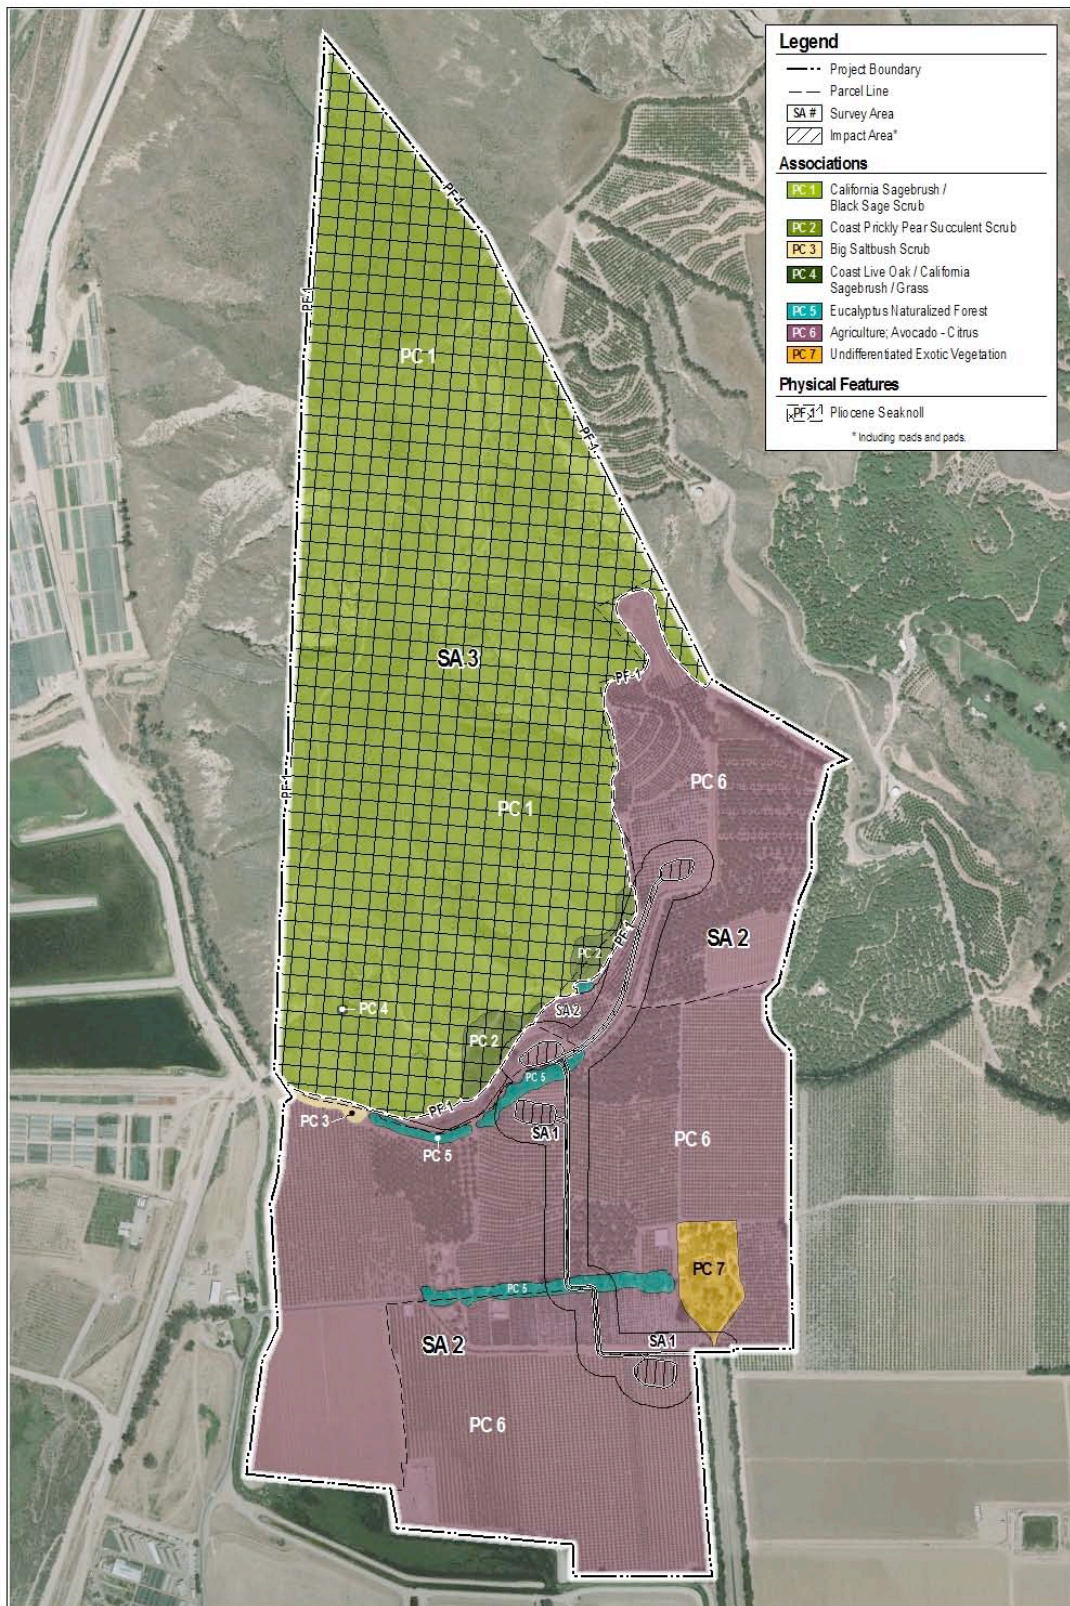 Legend
Project Boundary
Parcel Line
SA # Survey Area
Impact Area*
Associations
PC 1 California Sagebrush /
Black Sage Scrub
PC 2 Coast Prickly Pear Succulent Scrub
PC 3 Big Saltbush Scrub
PC 4 Coast Live Oak / California
Sagebrush / Grass
PC 5 Eucalyptus Naturalized Forest
PC 6 Agriculture; Avocado - Citrus
PC 7 Undifferentiated Exotic Vegetation
Physical Features
PF-1 Pliocene Seaknoll
* Including roads and pads.
PF-1
PF-1
PC 1
PF-1
SA 3
PF-1
PC 6
PF-1
PC 1
PF-1
SA 2
PC 2
PC 4
SA 2
PC 2
PC 5
PF-1
PC 3
SA 1
PC 6
PC 5
PC 7
PC 5
SA 2
SA 1
PC 6